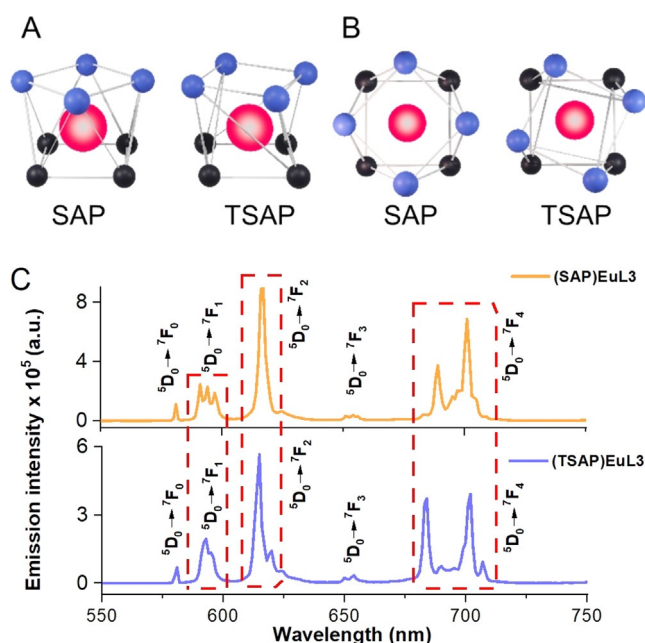 A
B
SAP
TSAP
SAP
TSAP
C
(SAP)EuL3
⁵D₀→⁷F₀
⁵D₀→⁷F₁
⁵D₀→⁷F₂
⁵D₀→⁷F₃
⁵D₀→⁷F₄
8
4
0
(TSAP)EuL3
⁵D₀→⁷F₀
⁵D₀→⁷F₁
⁵D₀→⁷F₂
⁵D₀→⁷F₃
⁵D₀→⁷F₄
6
3
0
Emission intensity x 10⁵ (a.u.)
550 600 650 700 750
Wavelength (nm)